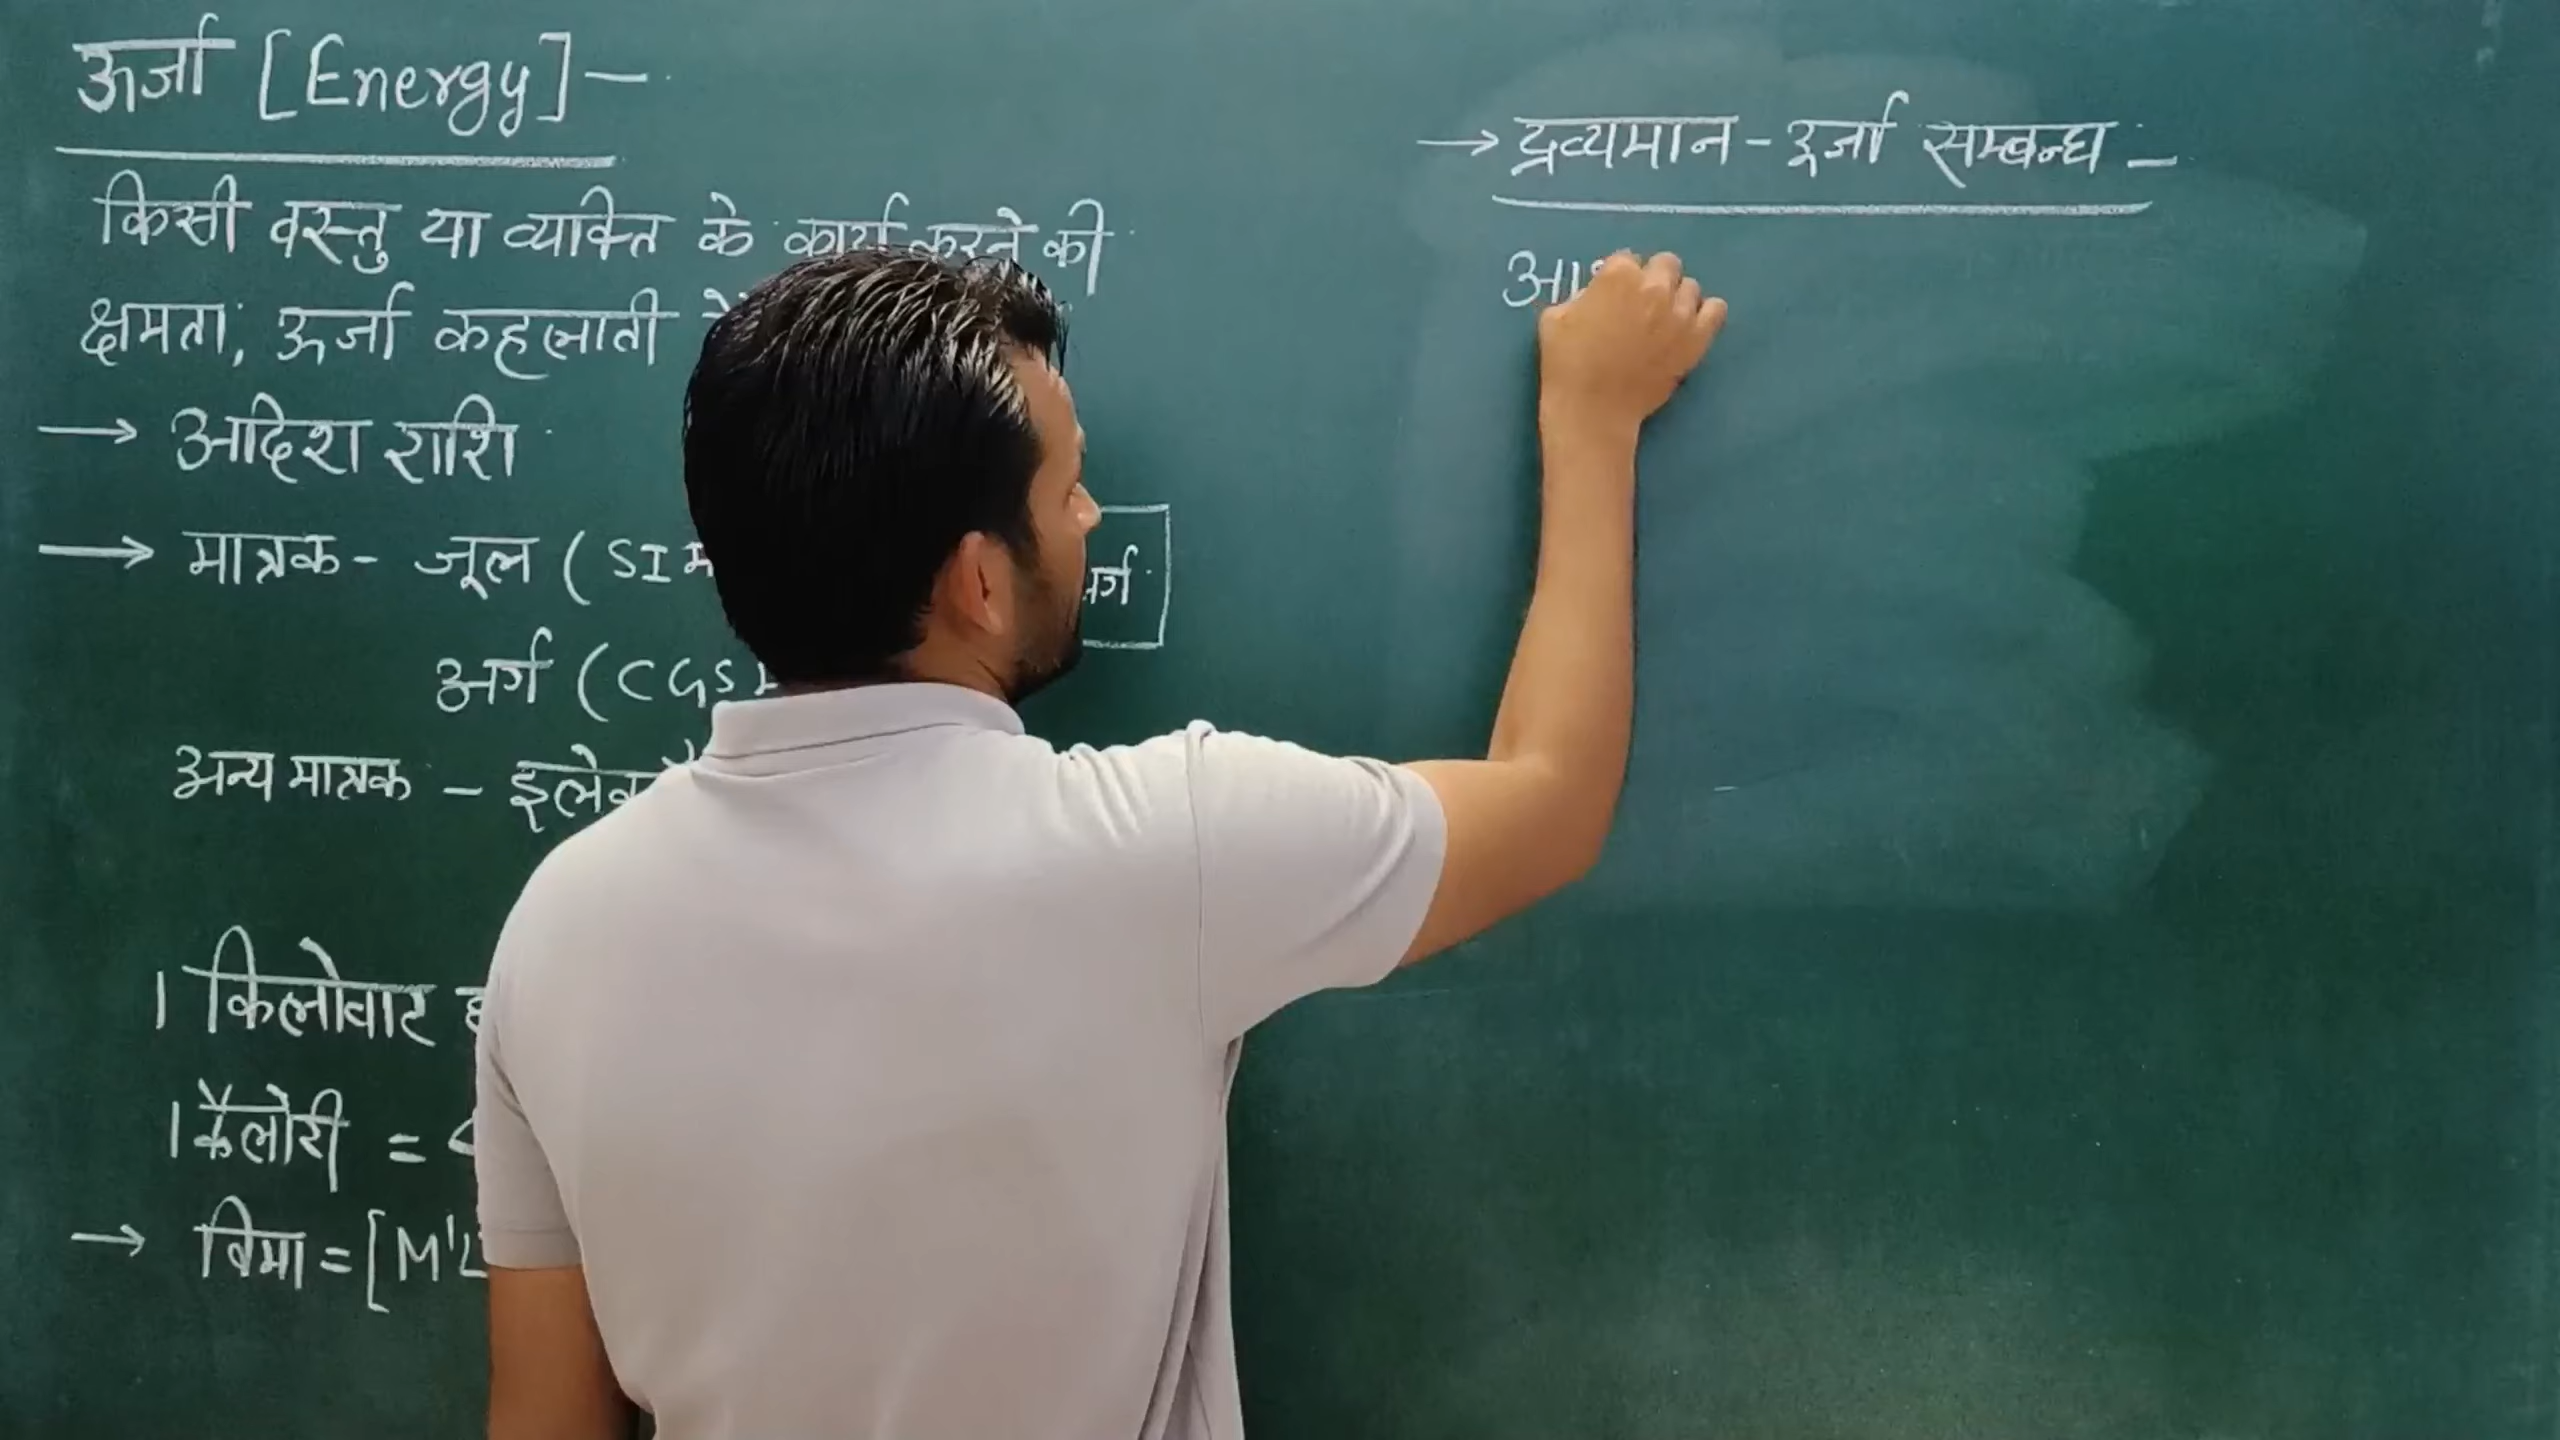 ऊर्जा [Energy] -
किसी वस्तु या व्यक्ति के कार्य करने की
क्षमता, ऊर्जा कहलाती
→ अदिश राशि
→ मात्रक - जूल ( SI
अर्ग ( CGS
अन्य मात्रक -
1 किलोवाट
1 कैलोरी =
→ विमा = [M¹L
→ द्रव्यमान - ऊर्जा सम्बन्ध -